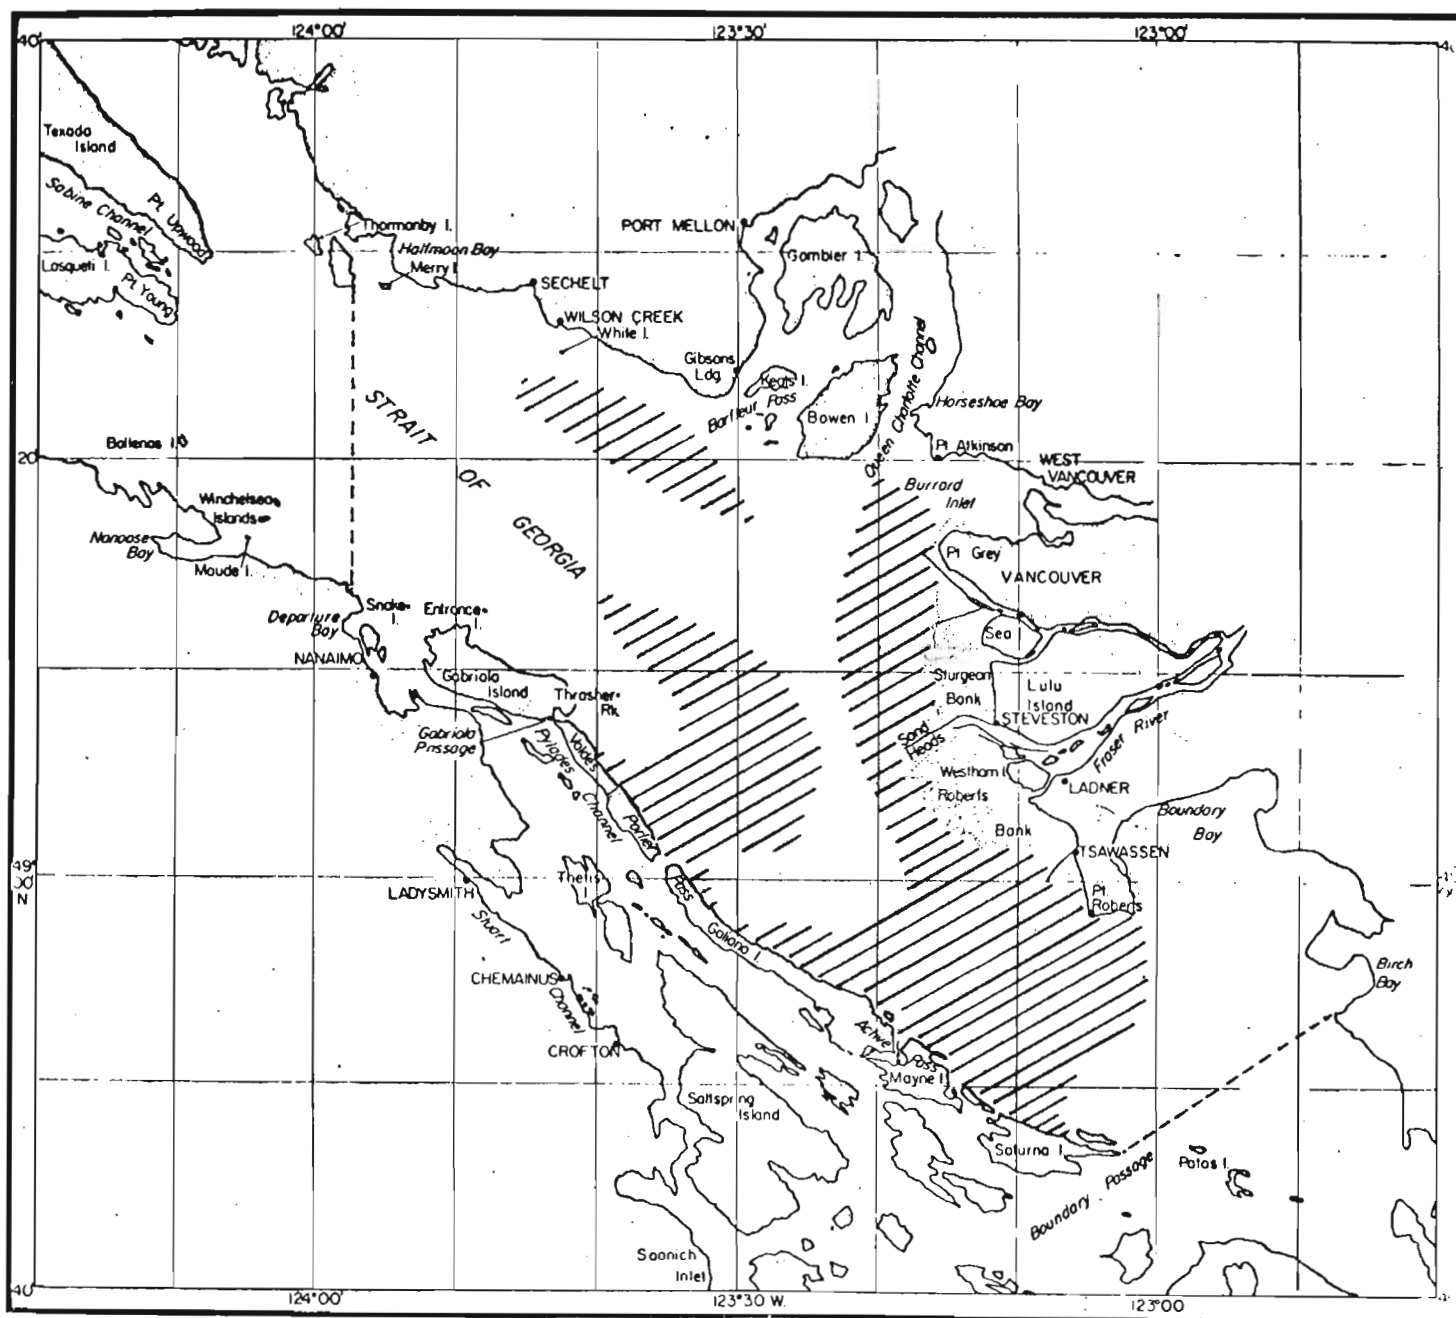 124°00'
123°30'
123°00'
40'
Texada
Island
Sabine Channel
Pt. Upwood
Lasqueti I.
Pt. Young
Thormanby I.
Halfmoon Bay
Merry I.
PORT MELLON
Gambier I.
SECHELT
WILSON CREEK
White I.
Gibsons
Ldg.
Keats I.
Barfleur Pass
Bowen I.
Queen Charlotte Channel
Horseshoe Bay
Pt. Atkinson
WEST
VANCOUVER
STRAIT
OF
GEORGIA
Ballenas I.
20'
Winchelsea
Islands
Nanoose
Bay
Maude I.
Burrard
Inlet
Pt. Grey
VANCOUVER
Departure
Bay
Snake
I.
Entrance
I.
NANAIMO
Gabriola
Island
Thrasher
Rk.
Sea I.
Sturgeon
Bank
Lulu
Island
STEVESTON
Sand
Heads
Fraser River
Gabriola
Passage
Pylades
Channel
Valdes
Westham I.
LADNER
Roberts
Bank
Boundary
Bay
Porlier
Pass
TSAWASSEN
49°
00'
N
LADYSMITH
Thetis
I.
Pt.
Roberts
Stuart
Channel
Galiano I.
CHEMAINUS
Birch
Bay
Active
Pass
CROFTON
Mayne I.
Saltspring
Island
Saturna I.
Boundary Passage
Patos I.
Saanich
Inlet
40'
124°00'
123°30 W.
123°00'